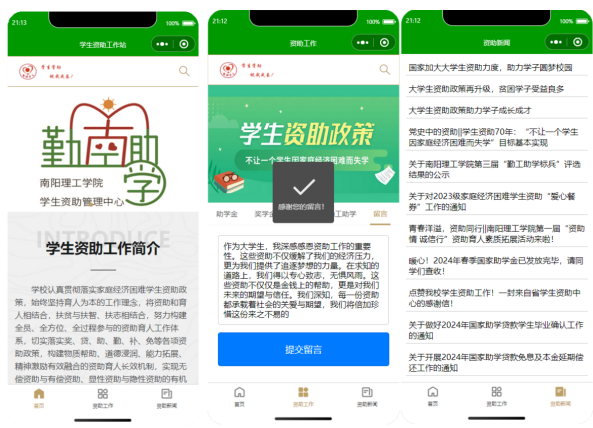 21:13
100%
学生资助工作站
学生资助
南阳理工学院
学生资助管理中心
INTRODUCE
学生资助工作简介
学校认真贯彻落实家庭经济困难学生资助政
策，始终坚持育人为本的工作理念，将资助和育
人相结合，扶贫与扶智、扶志相结合，努力构建
全员、全方位、全过程参与的资助育人工作体
系，切实落实奖、贷、助、勤、补、免等各项资
助政策，构建物质帮助、道德浸润、能力拓展、
精神激励有效融合的资助育人长效机制，实现无
偿资助与有偿资助、显性资助与隐性资助的有机
首页
资助工作
资助新闻
21:12
100%
资助工作
学生资助
学生资助政策
不让一个学生因家庭经济困难而失学
感谢您的留言！
助学金
奖学金
工助学
留言
作为大学生，我深感感恩资助工作的重要
性。这些资助不仅缓解了我们的经济压力，
更为我们提供了追逐梦想的力量。在求知的
道路上，我们得以专心致志，无惧风雨。这
些资助不仅仅是金钱上的帮助，更是对我们
未来的期望与信任。我们深知，每一份资助
都承载着社会的关爱与期望，我们将倍加珍
惜这份来之不易的
提交留言
首页
资助工作
资助新闻
21:12
100%
资助新闻
国家加大大学生资助力度，助力学子圆梦校园
大学生资助政策再升级，贫困学子受益良多
大学生资助政策助力学子成长成才
党史中的资助||学生资助70年：“不让一个学生
因家庭经济困难而失学”目标基本实现
关于南阳理工学院第三届“勤工助学标兵”评选
结果的公示
关于对2023级家庭经济困难学生资助“爱心餐
券”工作的通知
青春洋溢，资助同行||南阳理工学院第一届“资助
情 诚信行”资助育人素质拓展活动来啦！
暖心！2024年春季国家助学金已发放完毕，请同
学们查收！
点赞我校学生资助工作！一封来自省学生资助中
心的感谢信！
关于做好2024年国家助学贷款学生毕业确认工作
的通知
关于开展2024年国家助学贷款免息及本金延期偿
还工作的通知
首页
资助工作
资助新闻